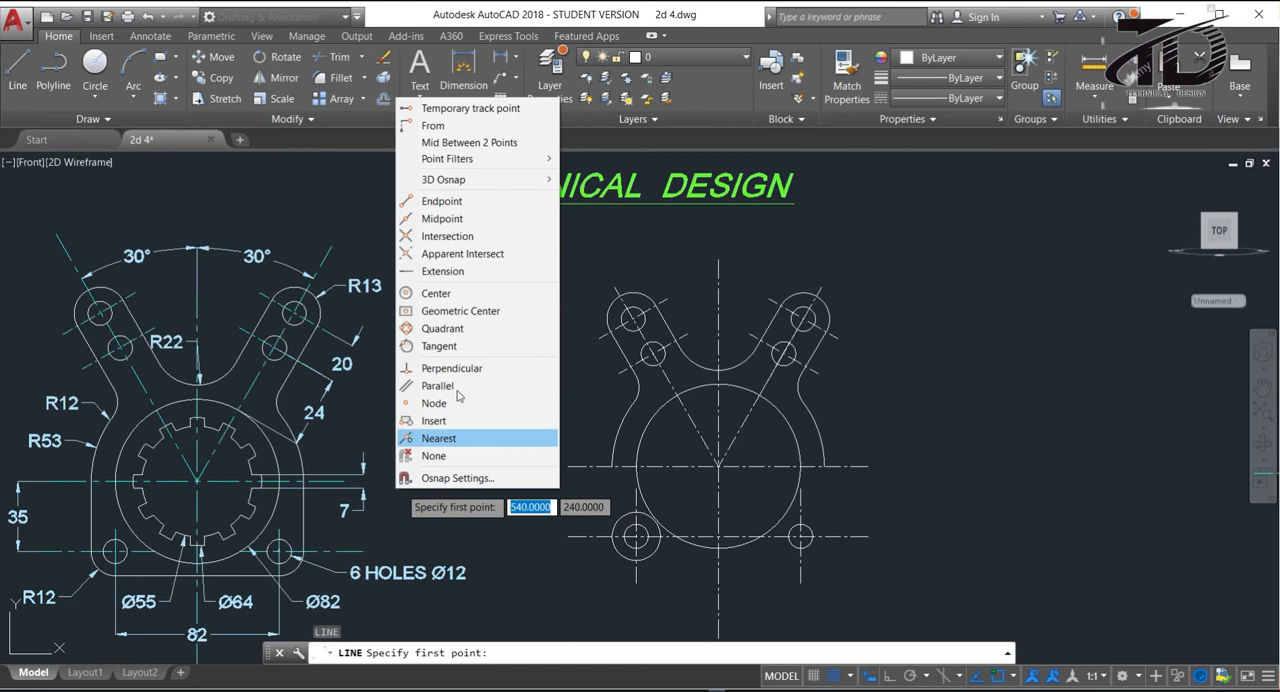 Autodesk AutoCAD 2018 - STUDENT VERSION 2d 4.dwg
Type a keyword or phrase
Sign In
Drafting & Annotation
Home Insert Annotate Parametric View Manage Output Add-ins A360 Express Tools Featured Apps
Line Polyline Circle Arc
Move Rotate Trim
Copy Mirror Fillet
Stretch Scale Array
Text Dimension
Layer
Properties
0
Insert
Match
Properties
ByLayer
ByLayer
ByLayer
Group
Measure
Paste
Base
Draw Modify Layers Block Properties Groups Utilities Clipboard View
TECHNICAL DESIGN
Start 2d 4*
[−][Front][2D Wireframe]
NICAL DESIGN
TOP
Unnamed
Temporary track point
From
Mid Between 2 Points
Point Filters
3D Osnap
Endpoint
Midpoint
Intersection
Apparent Intersect
Extension
Center
Geometric Center
Quadrant
Tangent
Perpendicular
Parallel
Node
Insert
Nearest
None
Osnap Settings...
Specify first point: 540.0000 240.0000
30° 30°
R13
R22
20
R12
24
R53
35
7
6 HOLES Ø12
R12
Ø55 Ø64 Ø82
82
Y
X
LINE
LINE Specify first point:
Model Layout1 Layout2
MODEL
1:1